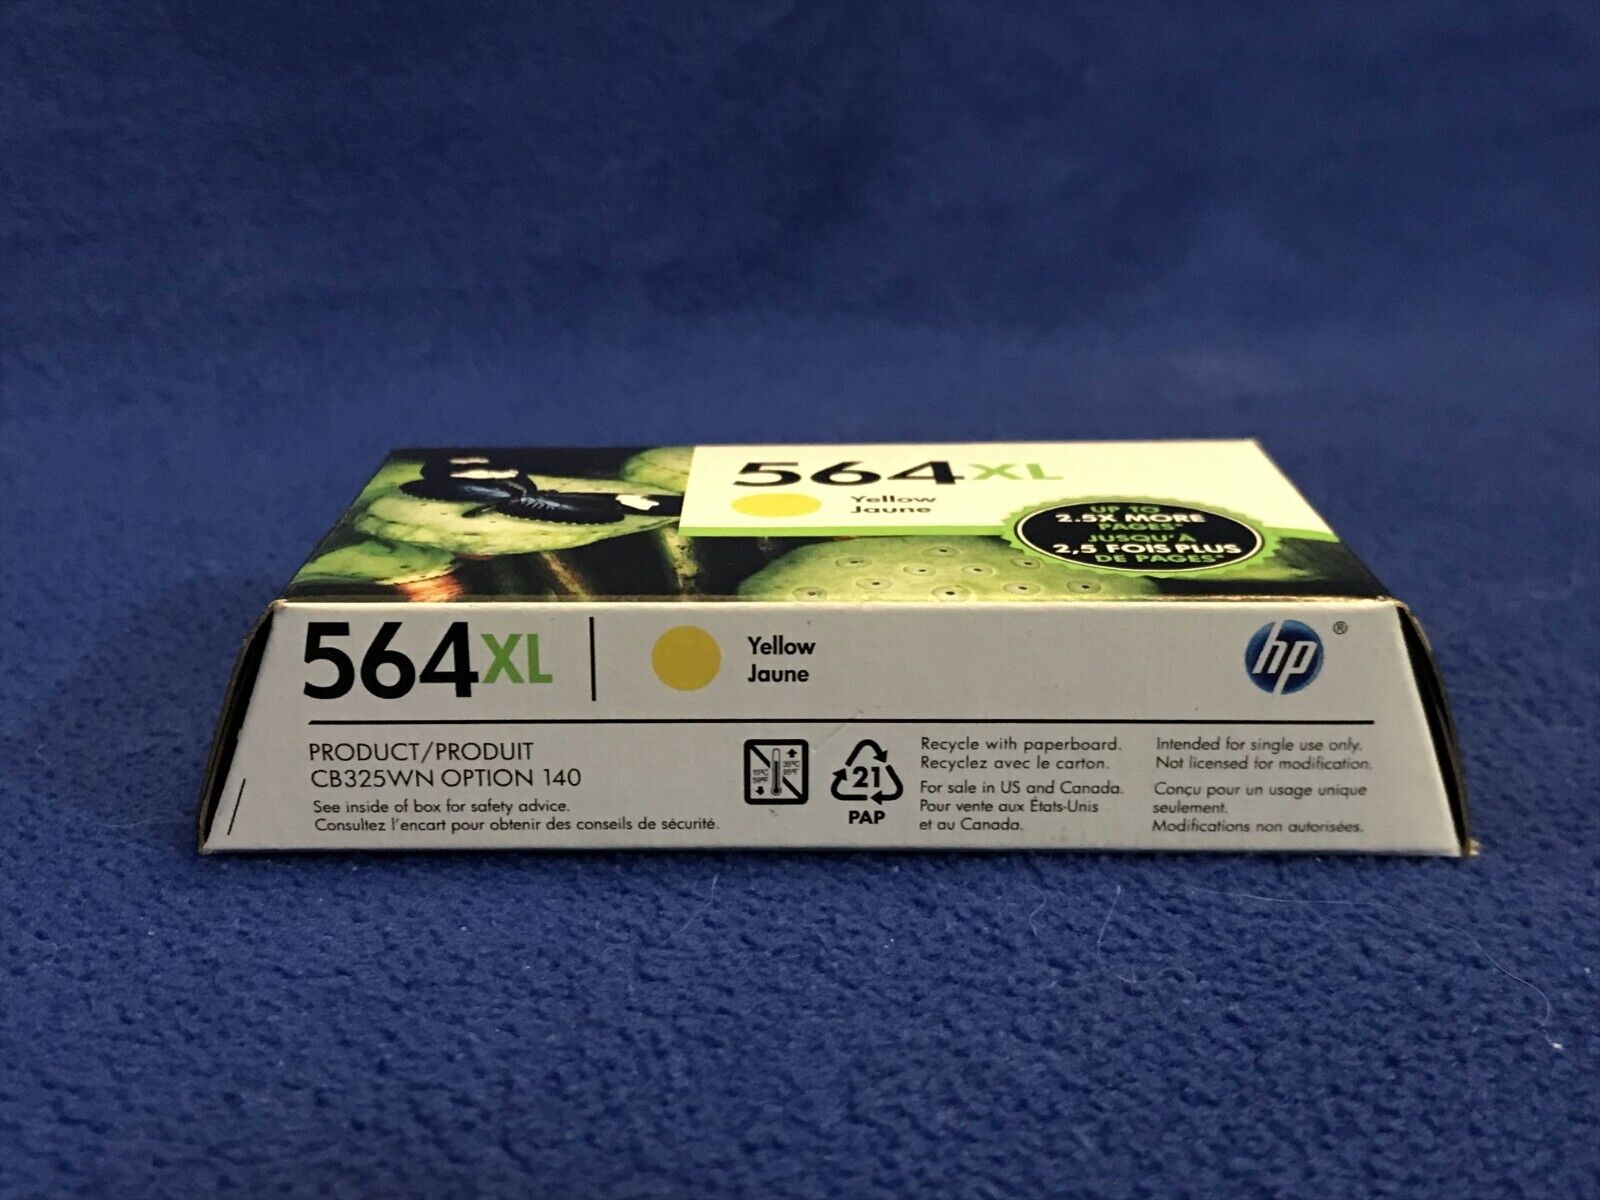 564XL
Yellow
Jaune
UP TO
2.5X MORE
PAGES*
JUSQU'À
2,5 FOIS PLUS
DE PAGES*
564XL
Yellow
Jaune
hp ®
PRODUCT/PRODUIT
CB325WN OPTION 140
See inside of box for safety advice.
Consultez l'encart pour obtenir des conseils de sécurité.
15ºC
59ºF
35ºC
95ºF
21
PAP
Recycle with paperboard.
Recyclez avec le carton.
For sale in US and Canada.
Pour vente aux États-Unis
et au Canada.
Intended for single use only.
Not licensed for modification.
Conçu pour un usage unique
seulement.
Modifications non autorisées.